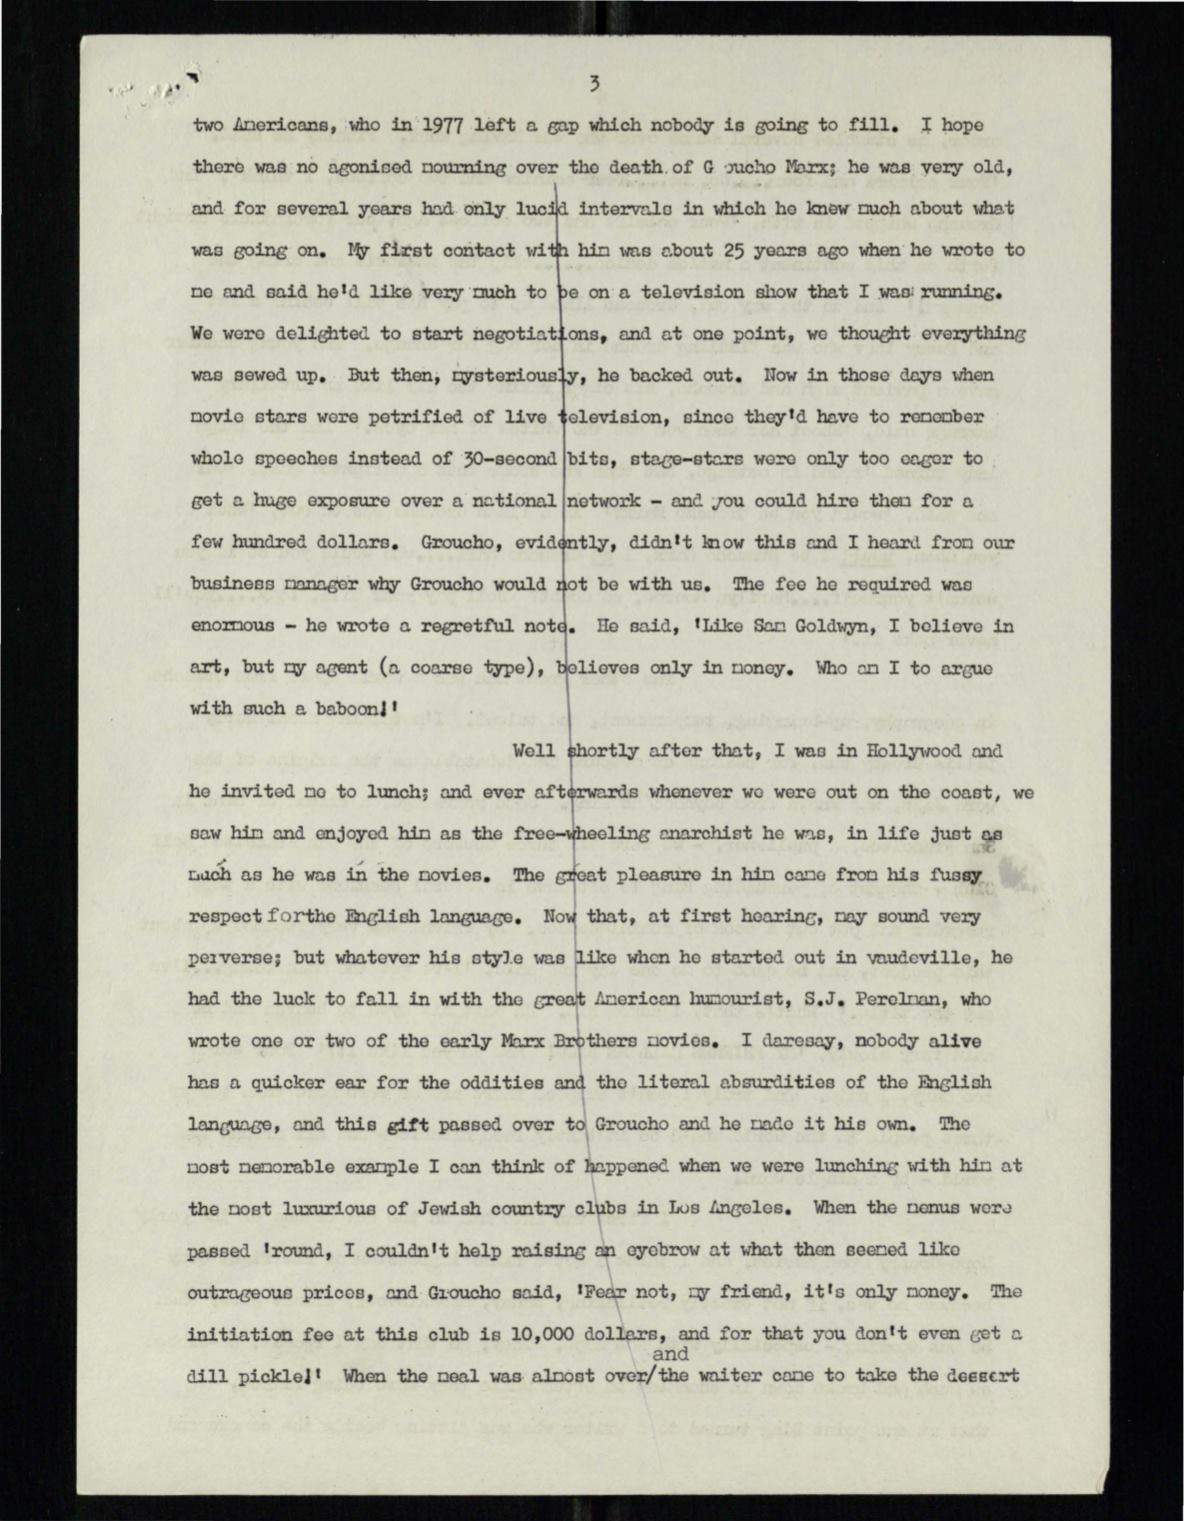 3
two Americans, who in 1977 left a gap which nobody is going to fill. I hope
there was no agonised mourning over the death of G oucho Marx; he was very old,
and for several years had only lucid intervals in which he knew much about what
was going on. My first contact with him was about 25 years ago when he wrote to
me and said he'd like very much to be on a television show that I was running.
We were delighted to start negotiations, and at one point, we thought everything
was sewed up. But then, mysteriously, he backed out. Now in those days when
movie stars were petrified of live television, since they'd have to remember
whole speeches instead of 30-second bits, stage-stars were only too eager to
get a huge exposure over a national network - and you could hire them for a
few hundred dollars. Groucho, evidently, didn't know this and I heard from our
business manager why Groucho would not be with us. The fee he required was
enormous - he wrote a regretful note. He said, 'Like Sam Goldwyn, I believe in
art, but my agent (a coarse type), believes only in money. Who am I to argue
with such a baboon!'
Well shortly after that, I was in Hollywood and
he invited me to lunch; and ever afterwards whenever we were out on the coast, we
saw him and enjoyed him as the free-wheeling anarchist he was, in life just as
much as he was in the movies. The great pleasure in him came from his fussy
respect forthe English language. Now that, at first hearing, may sound very
perverse; but whatever his style was like when he started out in vaudeville, he
had the luck to fall in with the great American humourist, S.J. Perelman, who
wrote one or two of the early Marx Brothers movies. I daresay, nobody alive
has a quicker ear for the oddities and the literal absurdities of the English
language, and this gift passed over to Groucho and he made it his own. The
most memorable example I can think of happened when we were lunching with him at
the most luxurious of Jewish country clubs in Los Angeles. When the menus were
passed 'round, I couldn't help raising an eyebrow at what then seemed like
outrageous prices, and Groucho said, 'Fear not, my friend, it's only money. The
initiation fee at this club is 10,000 dollars, and for that you don't even get a
and
dill pickle!' When the meal was almost over/the waiter came to take the dessert